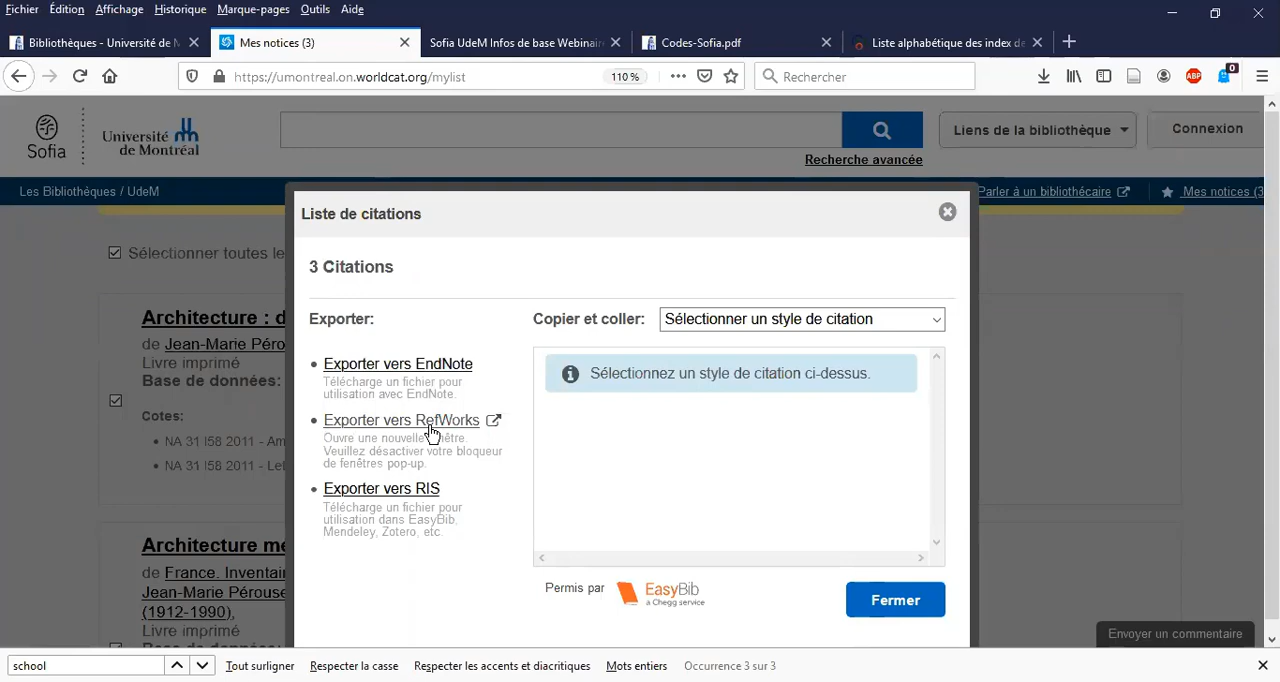 Fichier Édition Affichage Historique Marque-pages Outils Aide
Bibliothèques - Université de M
Mes notices (3)
Sofia UdeM Infos de base Webinaire
Codes-Sofia.pdf
Liste alphabétique des index de
https://umontreal.on.worldcat.org/mylist
110 %
Rechercher
ABP
0
Sofia
Université de Montréal
Liens de la bibliothèque
Connexion
Recherche avancée
Les Bibliothèques / UdeM
Parler à un bibliothécaire
Mes notices (3
Liste de citations
Sélectionner toutes le
3 Citations
Architecture : d
de Jean-Marie Péro
Livre imprimé
Base de données:
Cotes:
NA 31 I58 2011 - Am
NA 31 I58 2011 - Let
Exporter:
Copier et coller:
Sélectionner un style de citation
Exporter vers EndNote
Télécharge un fichier pour
utilisation avec EndNote.
Sélectionnez un style de citation ci-dessus.
Exporter vers RefWorks
Ouvre une nouvelle
Veuillez désactiver votre bloqueur
de fenêtres pop-up.
Exporter vers RIS
Télécharge un fichier pour
utilisation dans EasyBib,
Mendeley, Zotero, etc.
Architecture mé
de France. Inventai
Jean-Marie Pérouse
(1912-1990),
Livre imprimé
Base de données:
Permis par
EasyBib
a Chegg service
Fermer
Envoyer un commentaire
school
Tout surligner
Respecter la casse
Respecter les accents et diacritiques
Mots entiers
Occurrence 3 sur 3